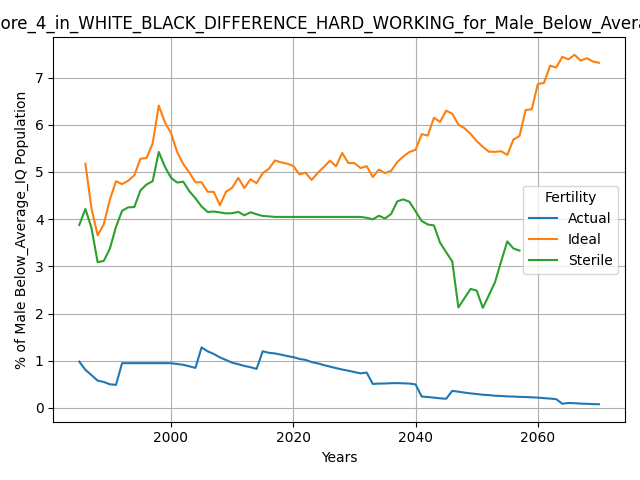 ore_4_in_WHITE_BLACK_DIFFERENCE_HARD_WORKING_for_Male_Below_Avera
% of Male Below_Average_IQ Population
7
6
5
4
3
2
1
0
Fertility
Actual
Ideal
Sterile
2000 2020 2040 2060
Years